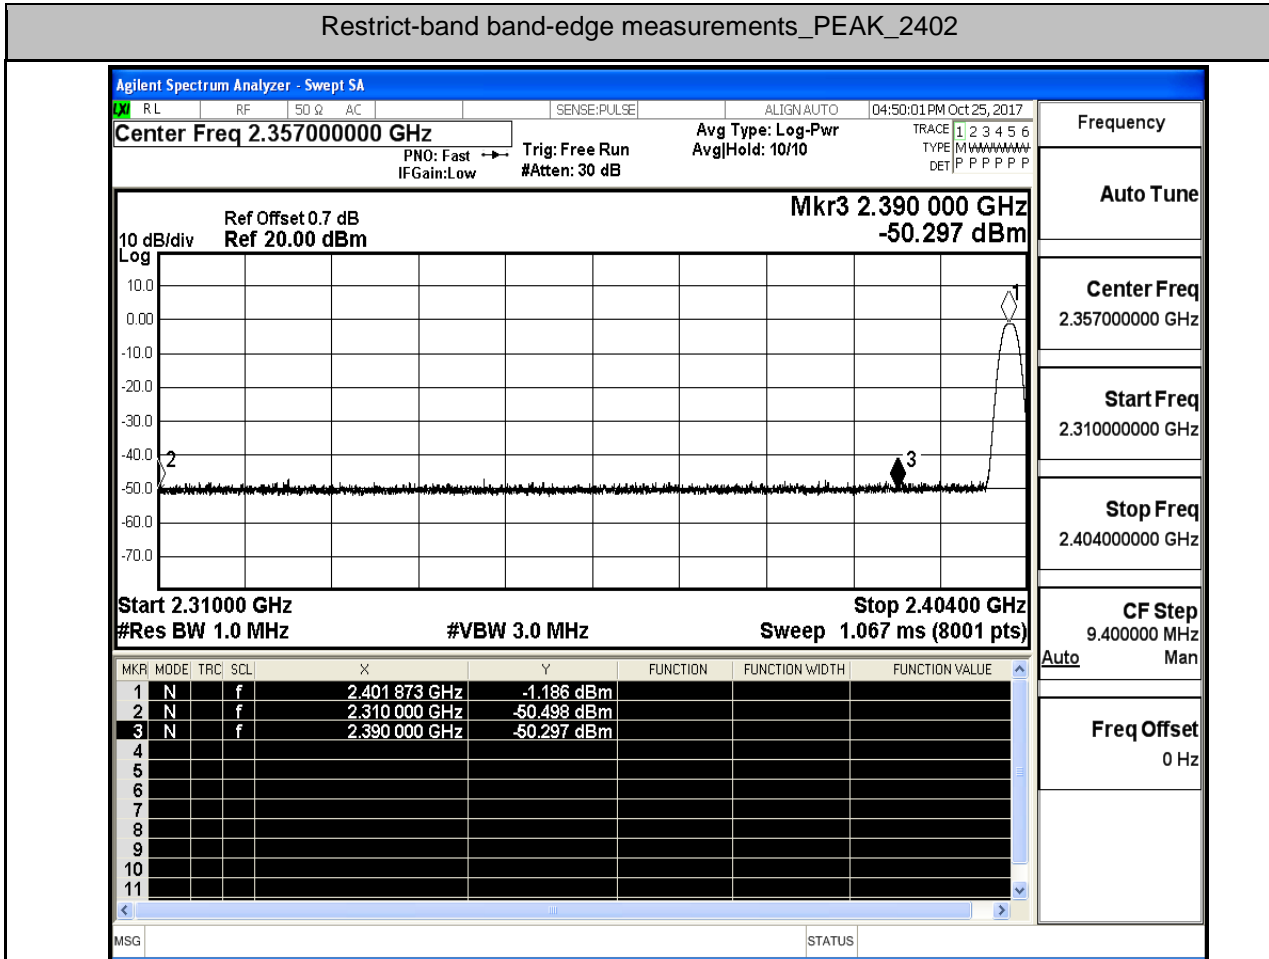 Restrict-band band-edge measurements_PEAK_2402
Agilent Spectrum Analyzer - Swept SA
LXI RL RF 50 Ω AC SENSE:PULSE ALIGN AUTO 04:50:01 PM Oct 25, 2017
Center Freq 2.357000000 GHz
PNO: Fast
IFGain:Low
Trig: Free Run
#Atten: 30 dB
Avg Type: Log-Pwr
Avg|Hold: 10/10
TRACE 1 2 3 4 5 6
TYPE M
DET P P P P P P
Ref Offset 0.7 dB
10 dB/div Ref 20.00 dBm
Log
Mkr3 2.390 000 GHz
-50.297 dBm
10.0
0.00
-10.0
-20.0
-30.0
-40.0
-50.0
-60.0
-70.0
1
2
3
Start 2.31000 GHz Stop 2.40400 GHz
#Res BW 1.0 MHz #VBW 3.0 MHz Sweep 1.067 ms (8001 pts)
MKR MODE TRC SCL X Y FUNCTION FUNCTION WIDTH FUNCTION VALUE
1 N f 2.401 873 GHz -1.186 dBm
2 N f 2.310 000 GHz -50.498 dBm
3 N f 2.390 000 GHz -50.297 dBm
4
5
6
7
8
9
10
11
MSG STATUS
Frequency
Auto Tune
Center Freq
2.357000000 GHz
Start Freq
2.310000000 GHz
Stop Freq
2.404000000 GHz
CF Step
9.400000 MHz
Auto Man
Freq Offset
0 Hz